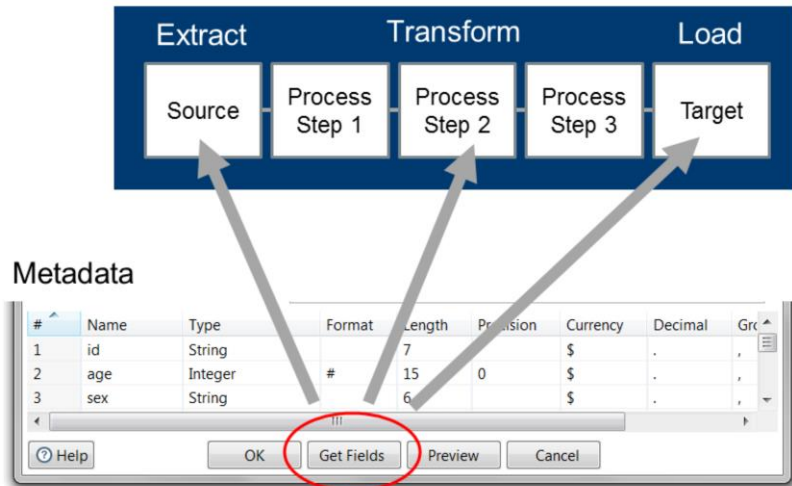 Extract Transform Load
Source
Process
Step 1
Process
Step 2
Process
Step 3
Target
Metadata
# Name Type Format Length Precision Currency Decimal
1 id String 7 $ . ,
2 age Integer # 15 0 $ . ,
3 sex String 6 $ . ,
Help OK Get Fields Preview Cancel